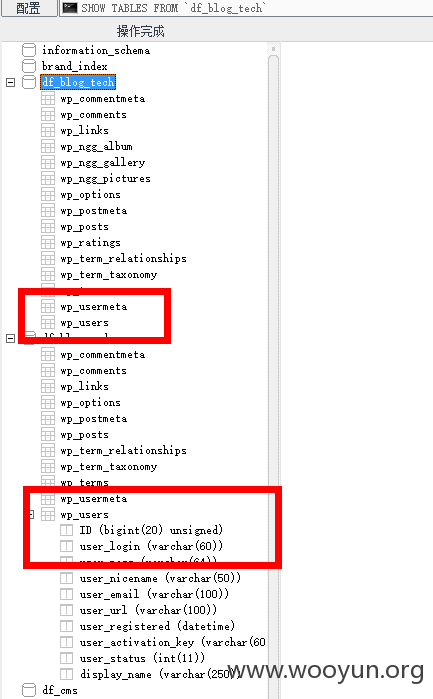 配置 SHOW TABLES FROM `df_blog_tech`
操作完成
information_schema
brand_index
df_blog_tech
wp_commentmeta
wp_comments
wp_links
wp_ngg_album
wp_ngg_gallery
wp_ngg_pictures
wp_options
wp_postmeta
wp_posts
wp_ratings
wp_term_relationships
wp_term_taxonomy
wp_usermeta
wp_users
wp_commentmeta
wp_comments
wp_links
wp_options
wp_postmeta
wp_posts
wp_term_relationships
wp_term_taxonomy
wp_terms
wp_usermeta
wp_users
ID (bigint(20) unsigned)
user_login (varchar(60))
user_pass (varchar(64))
user_nicename (varchar(50))
user_email (varchar(100))
user_url (varchar(100))
user_registered (datetime)
user_activation_key (varchar(60
user_status (int(11))
display_name (varchar(250))
df_cms
www.wooyun.org